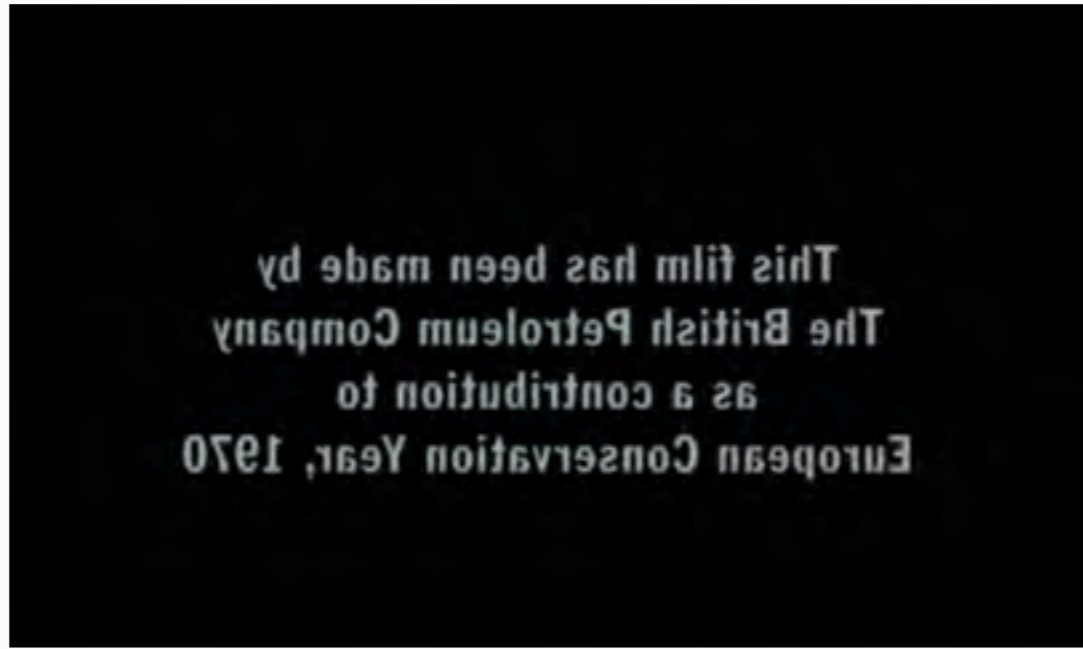 This film has been made by
The British Petroleum Company
as a contribution to
European Conservation Year, 1970